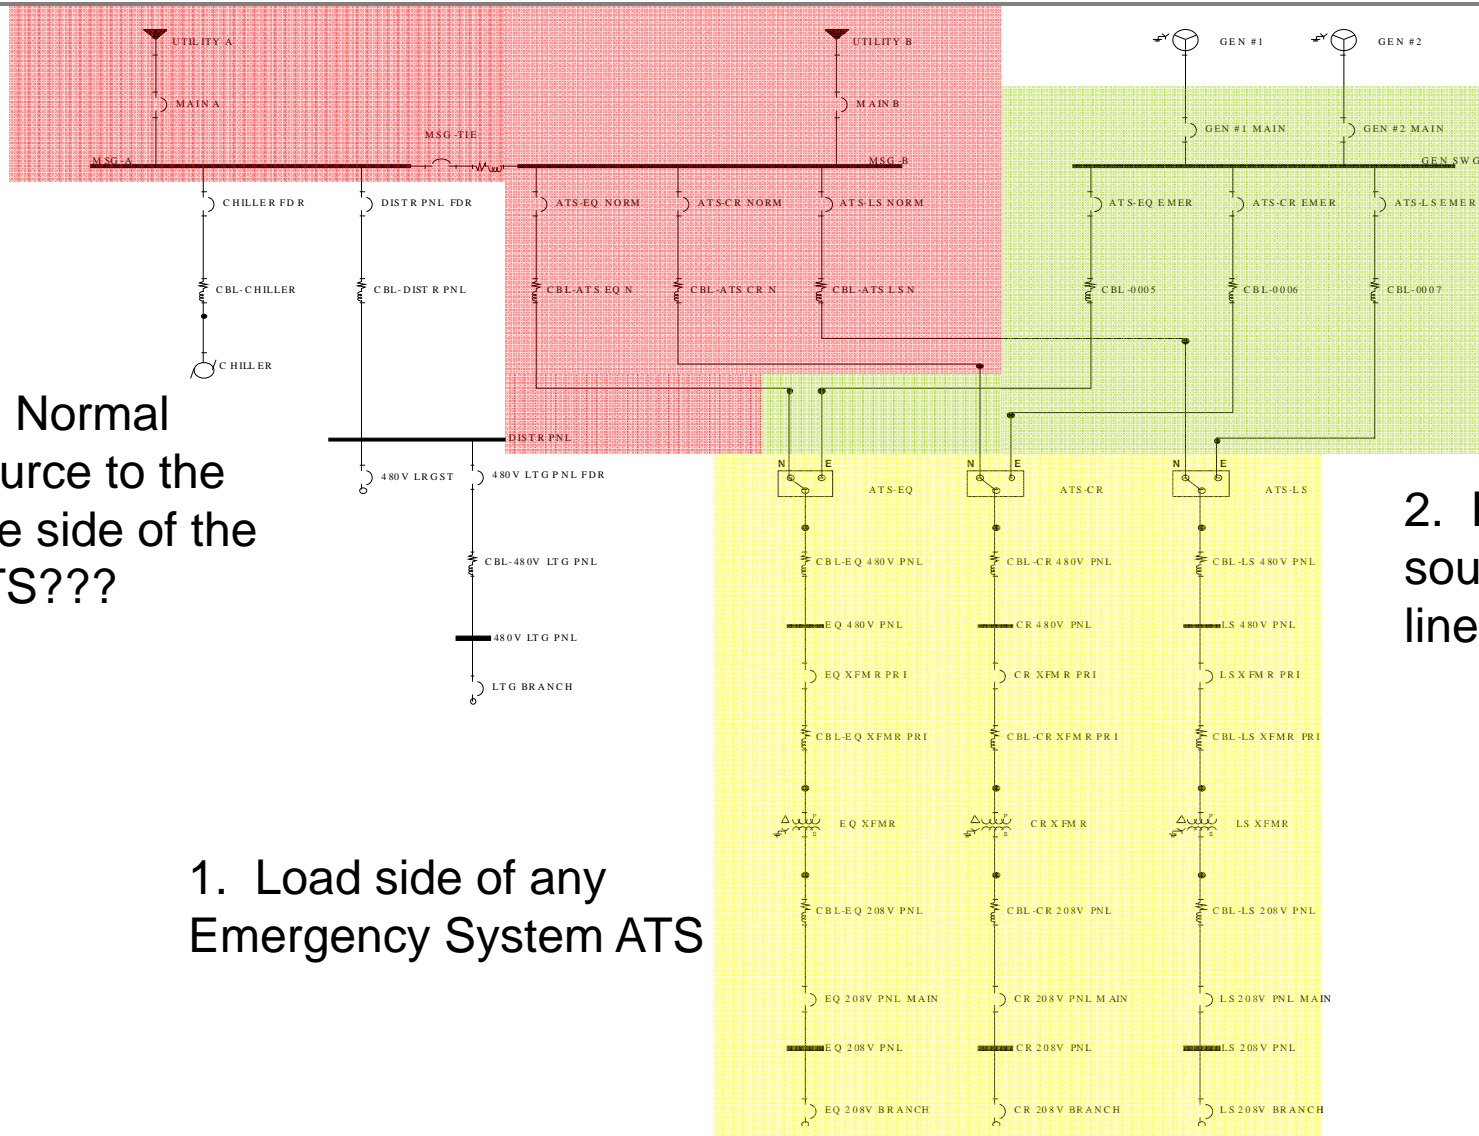 UTILITY A
UTILITY B
GEN #1
GEN #2
MAIN A
MAIN B
GEN #1 MAIN
GEN #2 MAIN
MSG-TIE
MSG-A
MSG-B
GEN SWG
CHILLER FDR
DISTR PNL FDR
ATS-EQ NORM
ATS-CR NORM
ATS-LS NORM
ATS-EQ EMER
ATS-CR EMER
ATS-LS EMER
CBL-CHILLER
CBL-DISTR PNL
CBL-ATS EQ N
CBL-ATS CR N
CBL-ATS LS N
CBL-0005
CBL-0006
CBL-0007
CHILLER
Normal
urce to the
e side of the
TS???
DISTR PNL
480V LRGST
480V LTG PNL FDR
N E
ATS-EQ
N E
ATS-CR
N E
ATS-LS
2.
sou
line
CBL-480V LTG PNL
CBL-EQ 480V PNL
CBL-CR 480V PNL
CBL-LS 480V PNL
480V LTG PNL
EQ 480V PNL
CR 480V PNL
LS 480V PNL
LTG BRANCH
EQ XFMR PRI
CR XFMR PRI
LS XFMR PRI
CBL-EQ XFMR PRI
CBL-CR XFMR PRI
CBL-LS XFMR PRI
P
S
EQ XFMR
P
S
CR XFMR
P
S
LS XFMR
1. Load side of any
Emergency System ATS
CBL-EQ 208V PNL
CBL-CR 208V PNL
CBL-LS 208V PNL
EQ 208V PNL MAIN
CR 208V PNL MAIN
LS 208V PNL MAIN
EQ 208V PNL
CR 208V PNL
LS 208V PNL
EQ 208V BRANCH
CR 208V BRANCH
LS 208V BRANCH